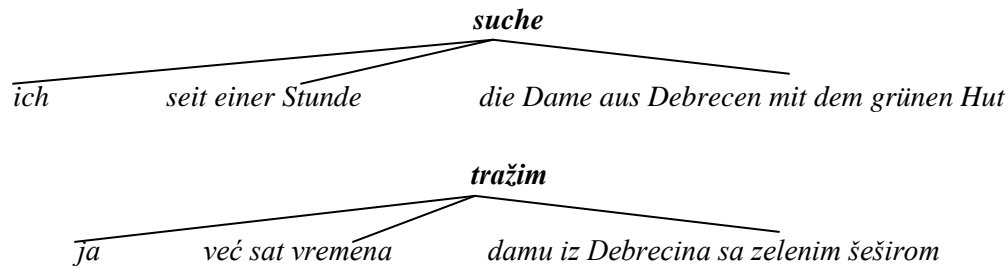 suche
ich seit einer Stunde die Dame aus Debrecen mit dem grünen Hut
tražim
ja već sat vremena damu iz Debrecina sa zelenim šeširom